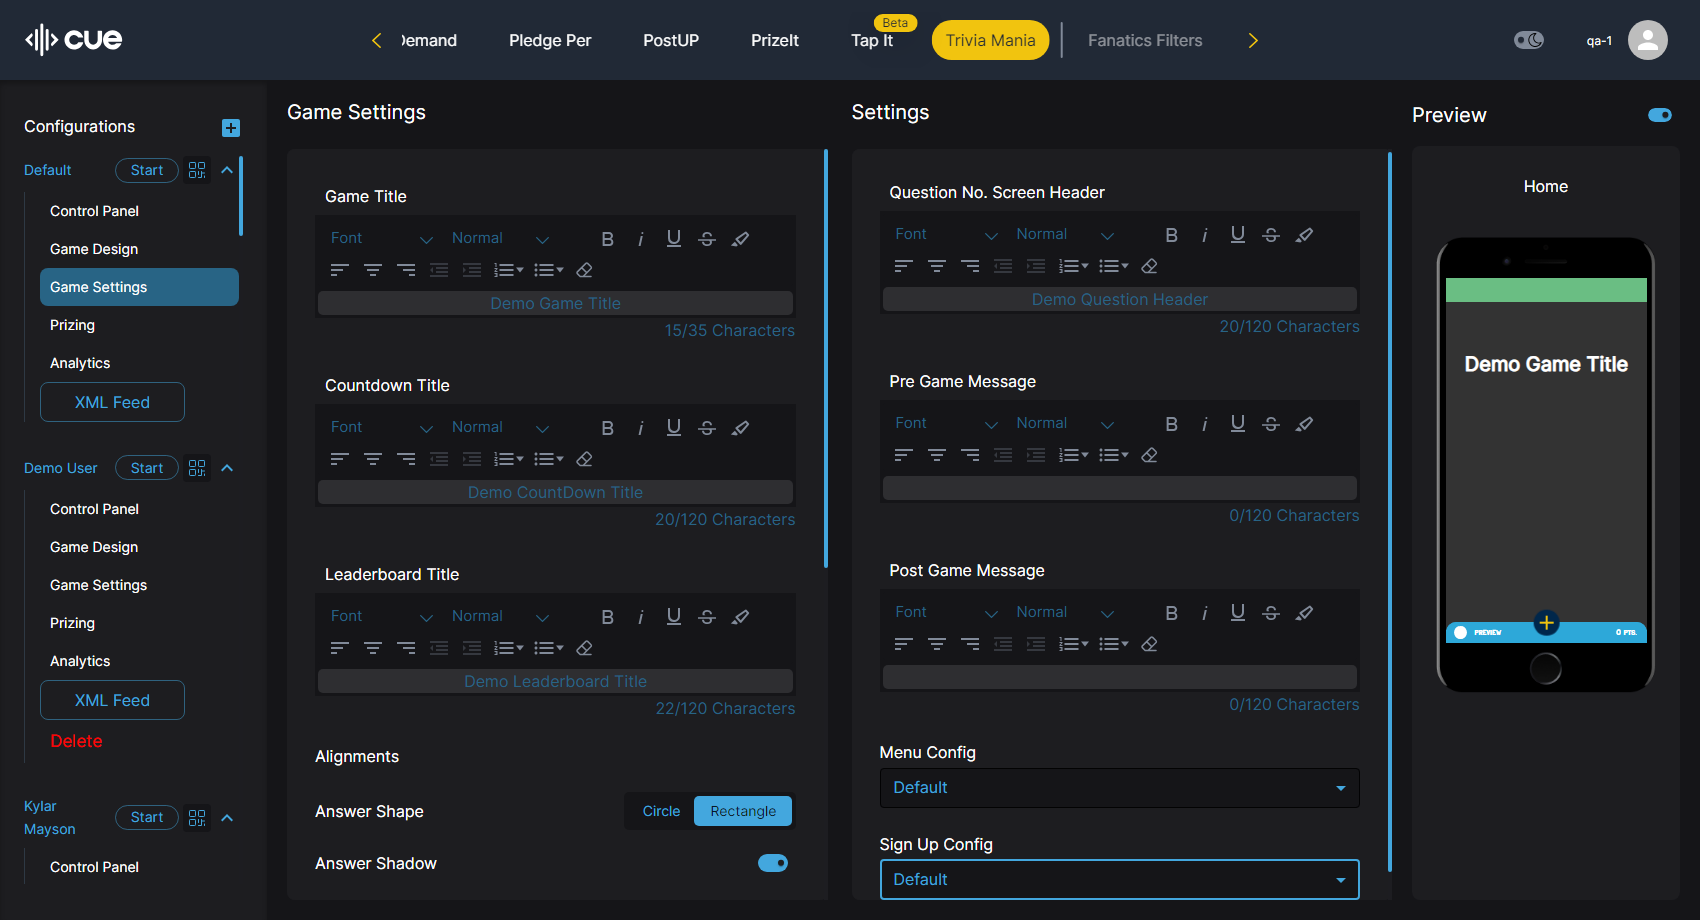 cue
Demand
Pledge Per
PostUP
PrizeIt
Tap It
Beta
Trivia Mania
Fanatics Filters
qa-1
Configurations
Default
Start
Control Panel
Game Design
Game Settings
Prizing
Analytics
XML Feed
Demo User
Start
Control Panel
Game Design
Game Settings
Prizing
Analytics
XML Feed
Delete
Kylar
Mayson
Start
Control Panel
Game Settings
Game Title
Font Normal
Demo Game Title
15/35 Characters
Countdown Title
Font Normal
Demo CountDown Title
20/120 Characters
Leaderboard Title
Font Normal
Demo Leaderboard Title
22/120 Characters
Alignments
Answer Shape
Circle
Rectangle
Answer Shadow
Settings
Question No. Screen Header
Font Normal
Demo Question Header
20/120 Characters
Pre Game Message
Font Normal
0/120 Characters
Post Game Message
Font Normal
0/120 Characters
Menu Config
Default
Sign Up Config
Default
Preview
Home
Demo Game Title
PREVIEW
0 PTS.